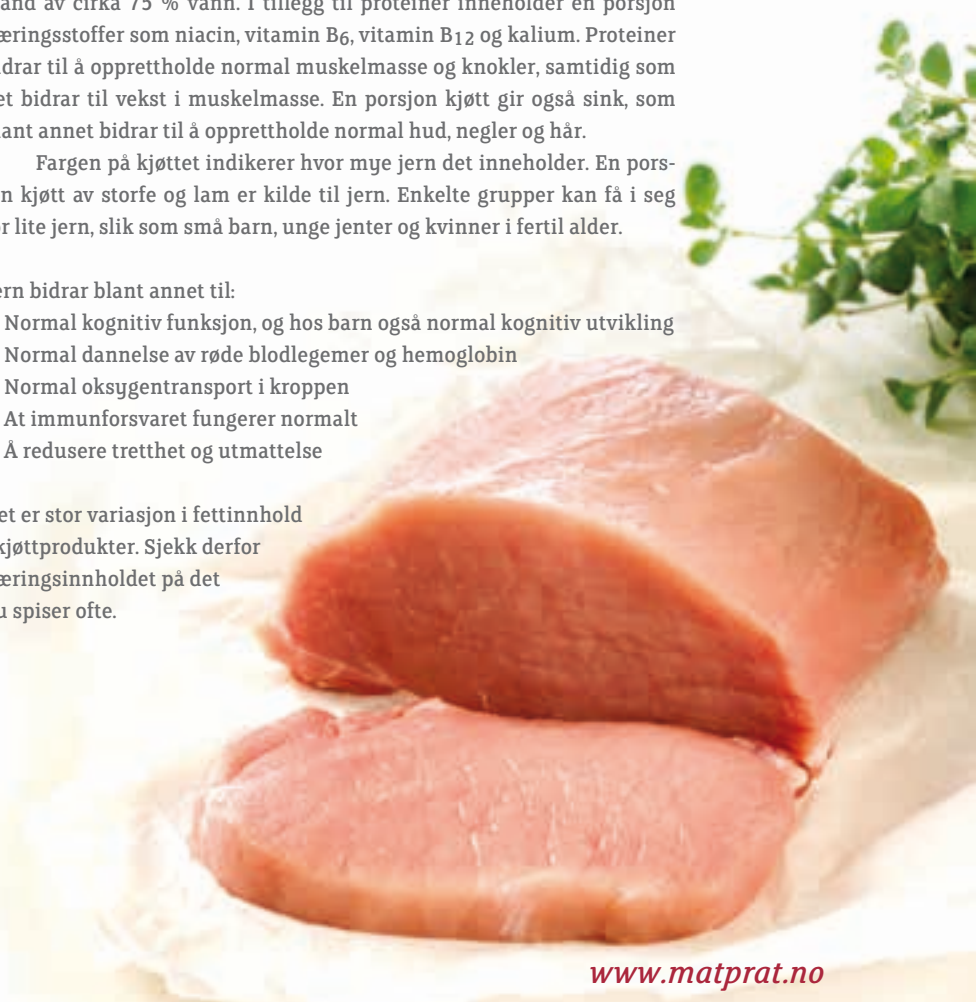 and av cirka 75 % vann. I tillegg til proteiner inneholder en porsjon
æringsstoffer som niacin, vitamin B6, vitamin B12 og kalium. Proteiner
drar til å opprettholde normal muskelmasse og knokler, samtidig som
et bidrar til vekst i muskelmasse. En porsjon kjøtt gir også sink, som
lant annet bidrar til å opprettholde normal hud, negler og hår.
Fargen på kjøttet indikerer hvor mye jern det inneholder. En pors-
n kjøtt av storfe og lam er kilde til jern. Enkelte grupper kan få i seg
r lite jern, slik som små barn, unge jenter og kvinner i fertil alder.
ern bidrar blant annet til:
Normal kognitiv funksjon, og hos barn også normal kognitiv utvikling
Normal dannelse av røde blodlegemer og hemoglobin
Normal oksygentransport i kroppen
At immunforsvaret fungerer normalt
Å redusere tretthet og utmattelse
et er stor variasjon i fettinnhold
kjøttprodukter. Sjekk derfor
æringsinnholdet på det
u spiser ofte.
www.matprat.no